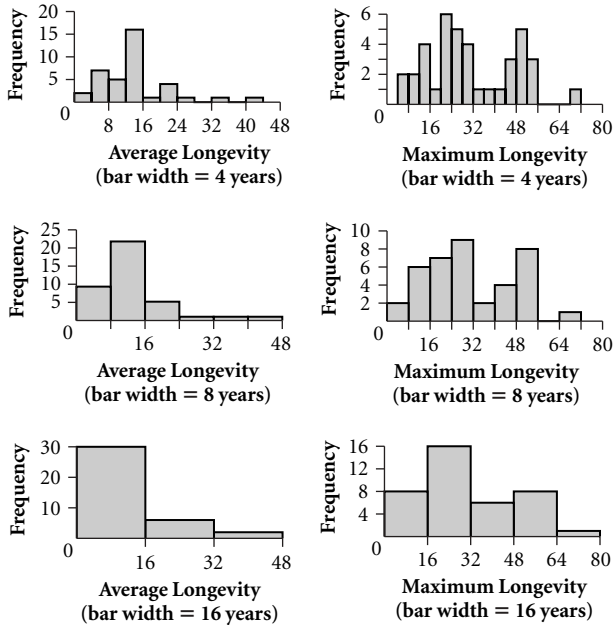 Frequency
20
15
10
5
0
8 16 24 32 40 48
Average Longevity
(bar width = 4 years)
Frequency
6
4
2
0
16 32 48 64 80
Maximum Longevity
(bar width = 4 years)
Frequency
25
20
15
10
5
0
16 32 48
Average Longevity
(bar width = 8 years)
Frequency
10
8
6
4
2
0
16 32 48 64 80
Maximum Longevity
(bar width = 8 years)
Frequency
30
20
10
0
16 32 48
Average Longevity
(bar width = 16 years)
Frequency
16
12
8
4
0
16 32 48 64 80
Maximum Longevity
(bar width = 16 years)